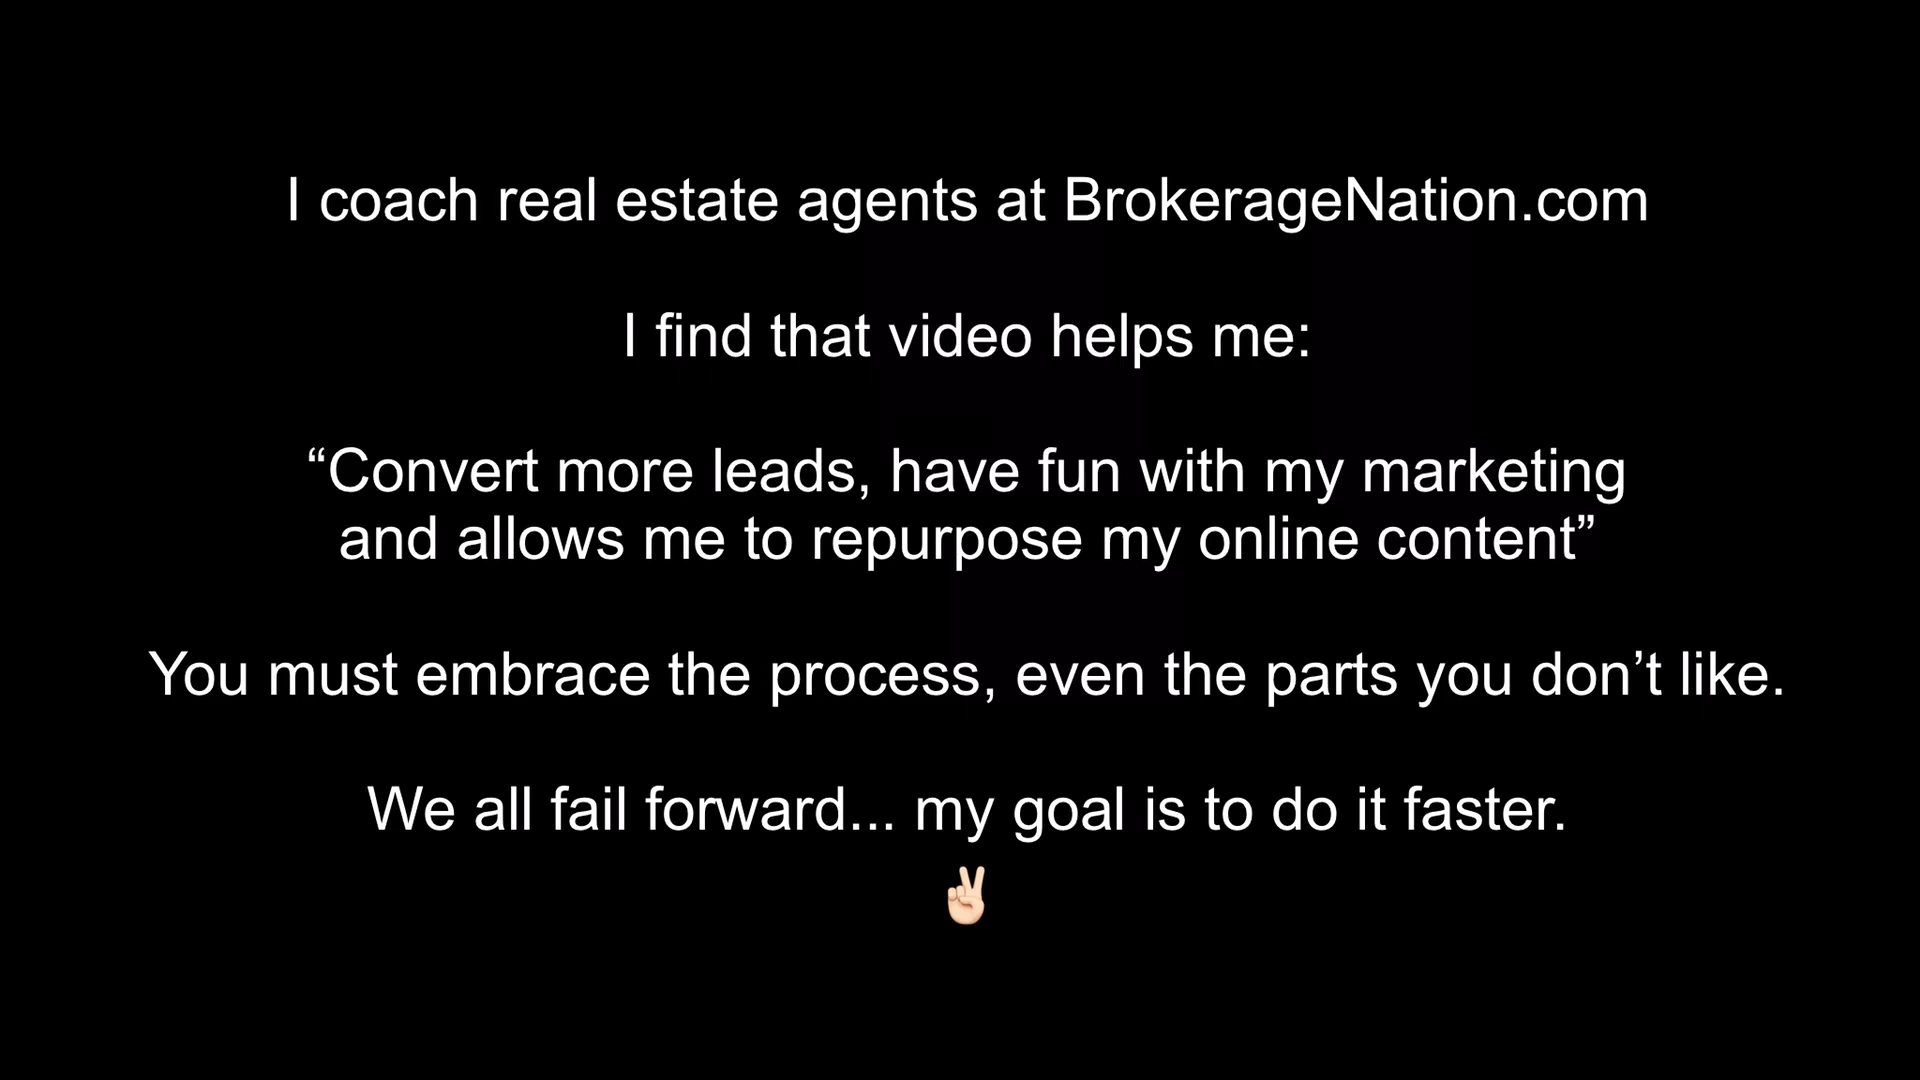 I coach real estate agents at BrokerageNation.com
I find that video helps me:
“Convert more leads, have fun with my marketing
and allows me to repurpose my online content”
You must embrace the process, even the parts you don’t like.
We all fail forward... my goal is to do it faster.
✌🏻